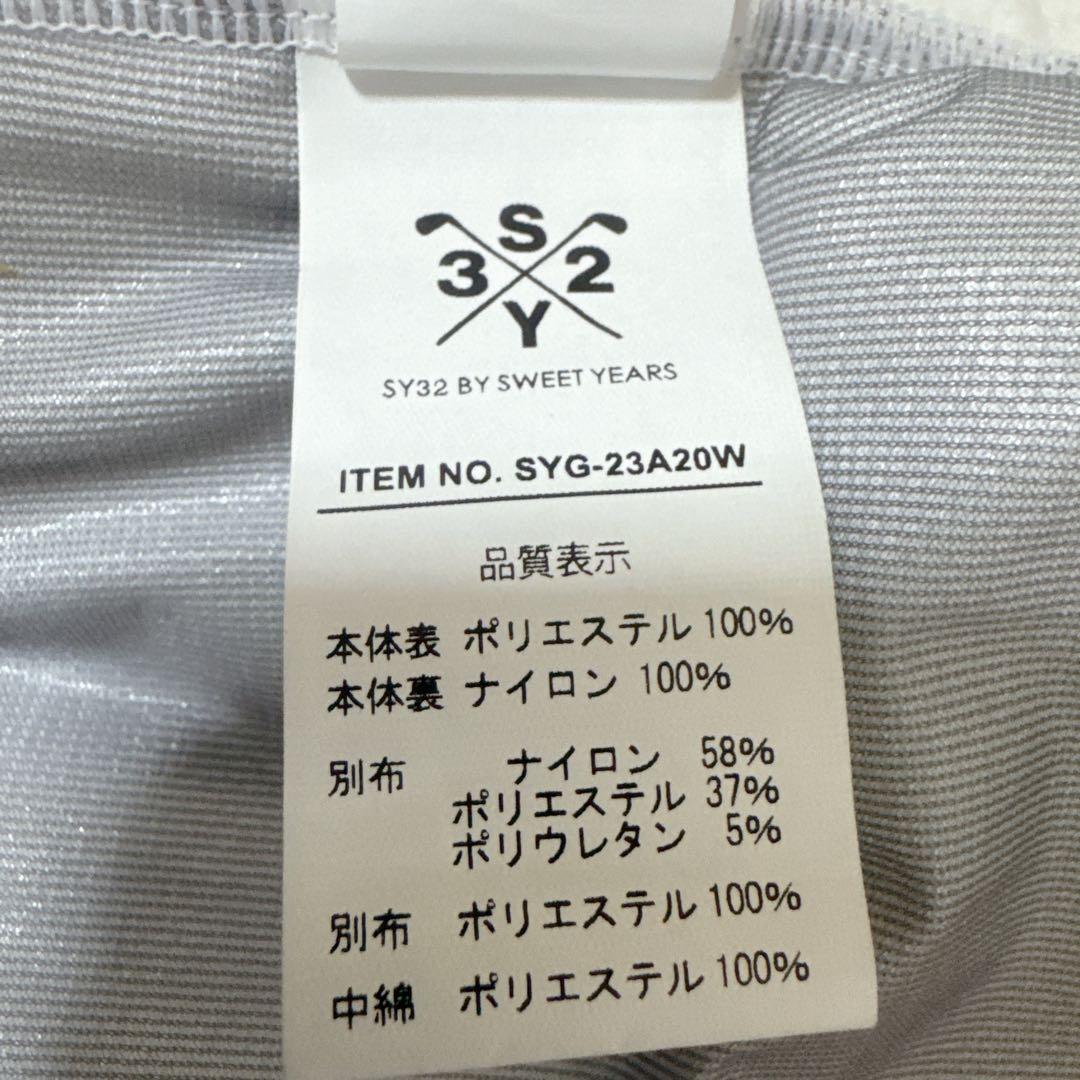 S
3 2
Y
SY32 BY SWEET YEARS
ITEM NO. SYG-23A20W
品質表示
本体表 ポリエステル 100%
本体裏 ナイロン 100%
別布 ナイロン 58%
ポリエステル 37%
ポリウレタン 5%
別布 ポリエステル 100%
中綿 ポリエステル 100%